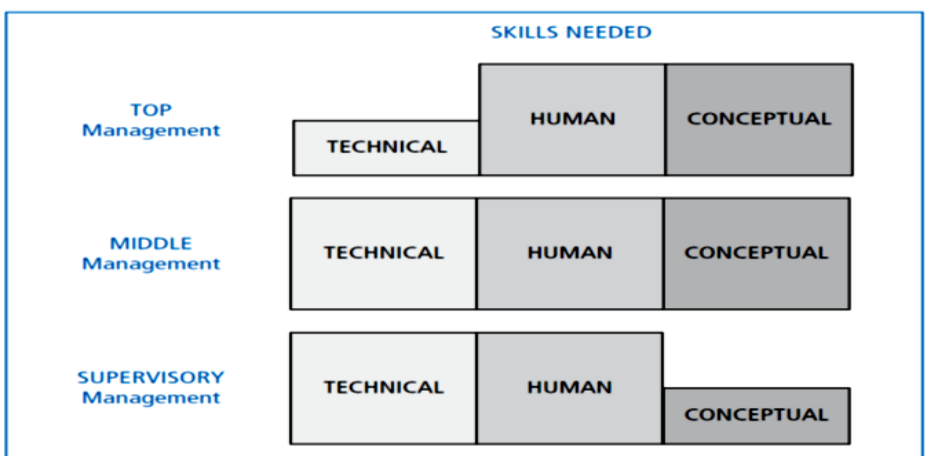 SKILLS NEEDED
TOP
Management
TECHNICAL
HUMAN
CONCEPTUAL
MIDDLE
Management
TECHNICAL
HUMAN
CONCEPTUAL
SUPERVISORY
Management
TECHNICAL
HUMAN
CONCEPTUAL